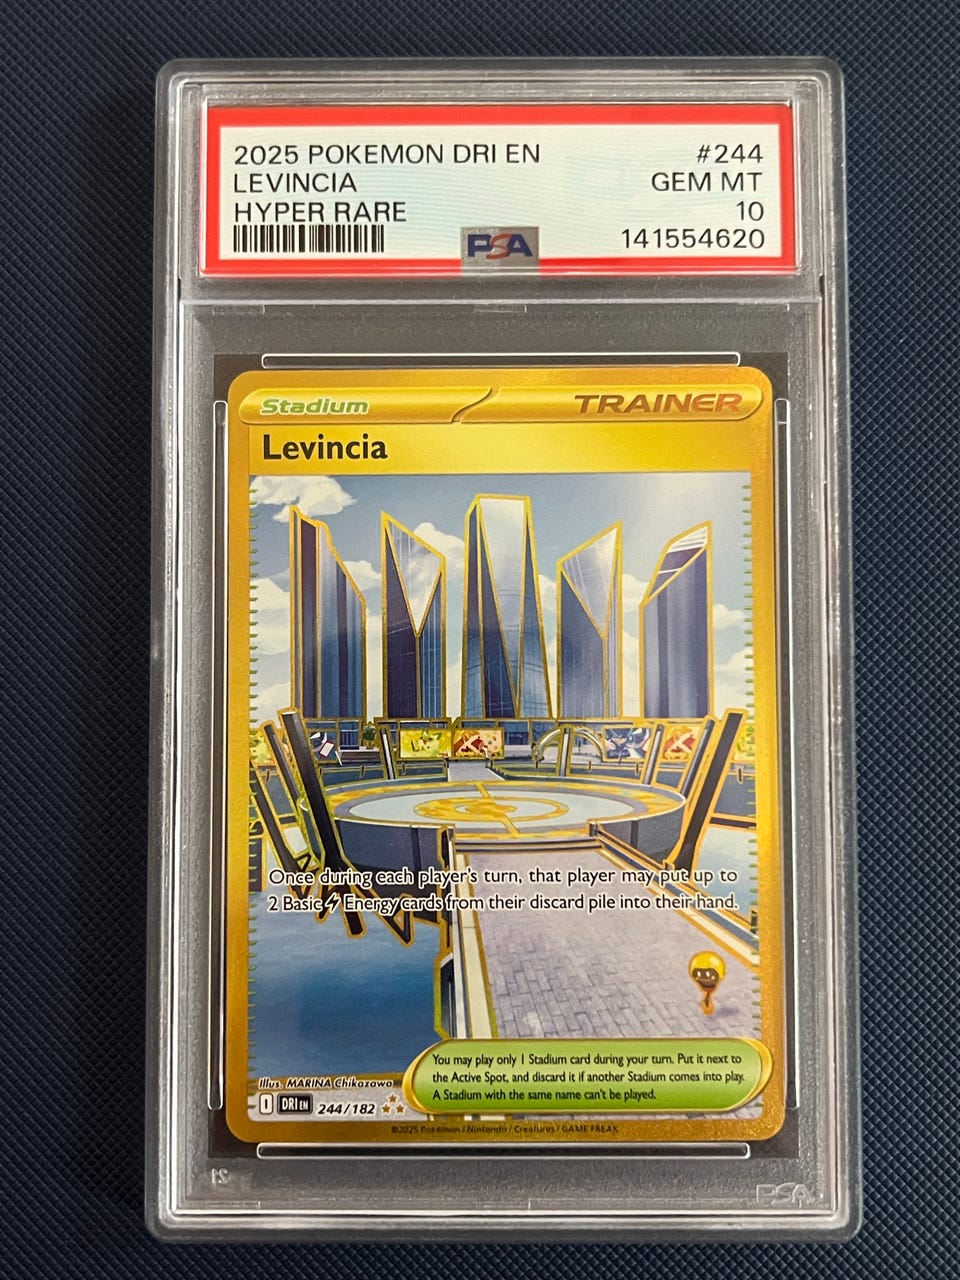 2025 POKEMON DRI EN #244
LEVINCIA GEM MT
HYPER RARE 10
PSA 141554620
Stadium TRAINER
Levincia
Once during each player's turn, that player may put up to
2 Basic Energy cards from their discard pile into their hand.
You may play only 1 Stadium card during your turn. Put it next to
the Active Spot, and discard it if another Stadium comes into play.
A Stadium with the same name can't be played.
Illus. MARINA Chikazawa
I DRI EN 244/182
©2025 Pokémon / Nintendo / Creatures / GAME FREAK
PSA